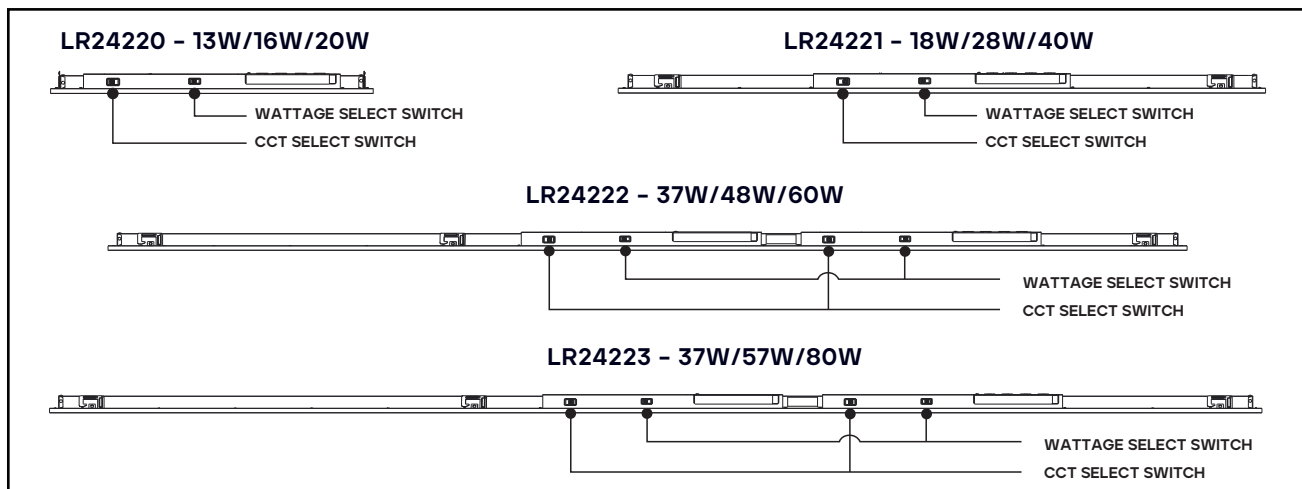 LR24220 – 13W/16W/20W
WATTAGE SELECT SWITCH
CCT SELECT SWITCH
LR24221 – 18W/28W/40W
WATTAGE SELECT SWITCH
CCT SELECT SWITCH
LR24222 – 37W/48W/60W
WATTAGE SELECT SWITCH
CCT SELECT SWITCH
LR24223 – 37W/57W/80W
WATTAGE SELECT SWITCH
CCT SELECT SWITCH